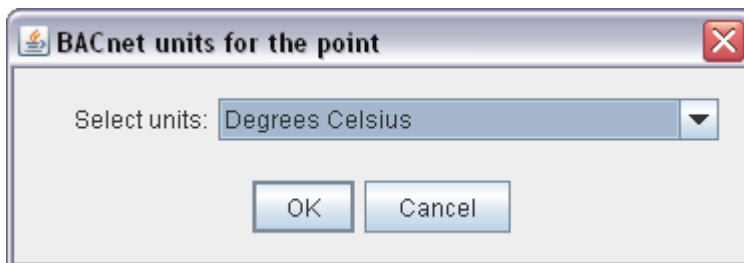 BACnet units for the point
Select units: Degrees Celsius
OK Cancel